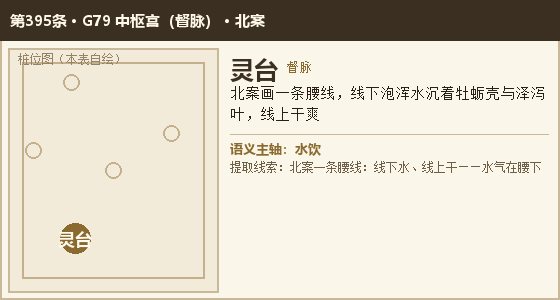 第395条·G79 中枢宫（督脉）·北案
桩位图（本表自绘）
灵台
灵台 督脉
北案画一条腰线，线下泡浑水沉着牡蛎壳与泽泻
叶，线上干爽
语义主轴：水饮
提取线索：北案一条腰线：线下水、线上干——水气在腰下